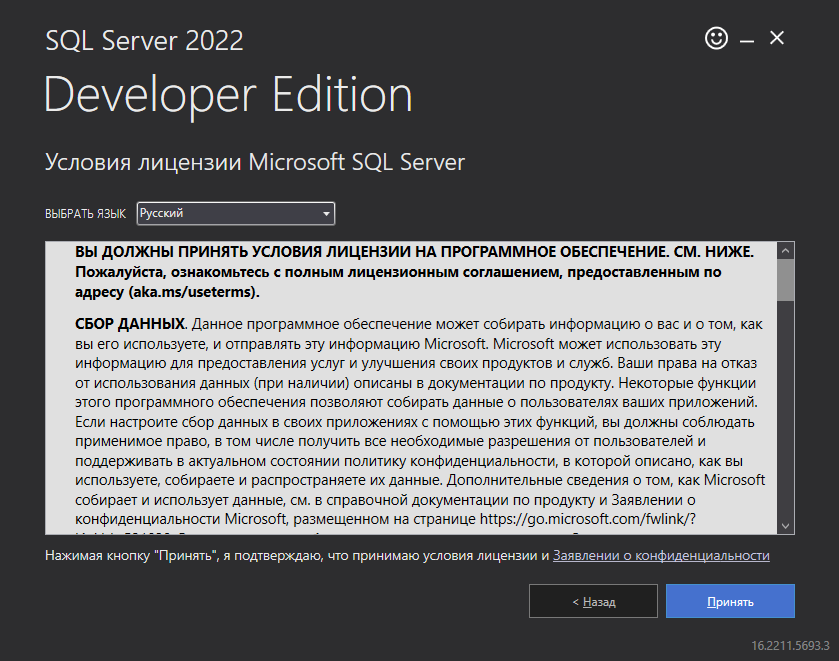 SQL Server 2022
Developer Edition
Условия лицензии Microsoft SQL Server
ВЫБРАТЬ ЯЗЫК Русский
ВЫ ДОЛЖНЫ ПРИНЯТЬ УСЛОВИЯ ЛИЦЕНЗИИ НА ПРОГРАММНОЕ ОБЕСПЕЧЕНИЕ. СМ. НИЖЕ.
Пожалуйста, ознакомьтесь с полным лицензионным соглашением, предоставленным по
адресу (aka.ms/useterms).
СБОР ДАННЫХ. Данное программное обеспечение может собирать информацию о вас и о том, как
вы его используете, и отправлять эту информацию Microsoft. Microsoft может использовать эту
информацию для предоставления услуг и улучшения своих продуктов и служб. Ваши права на отказ
от использования данных (при наличии) описаны в документации по продукту. Некоторые функции
этого программного обеспечения позволяют собирать данные о пользователях ваших приложений.
Если настроите сбор данных в своих приложениях с помощью этих функций, вы должны соблюдать
применимое право, в том числе получить все необходимые разрешения от пользователей и
поддерживать в актуальном состоянии политику конфиденциальности, в которой описано, как вы
используете, собираете и распространяете их данные. Дополнительные сведения о том, как Microsoft
собирает и использует данные, см. в справочной документации по продукту и Заявлении о
конфиденциальности Microsoft, размещенном на странице https://go.microsoft.com/fwlink/?
Нажимая кнопку "Принять", я подтверждаю, что принимаю условия лицензии и Заявлении о конфиденциальности
< Назад Принять
16.2211.5693.3